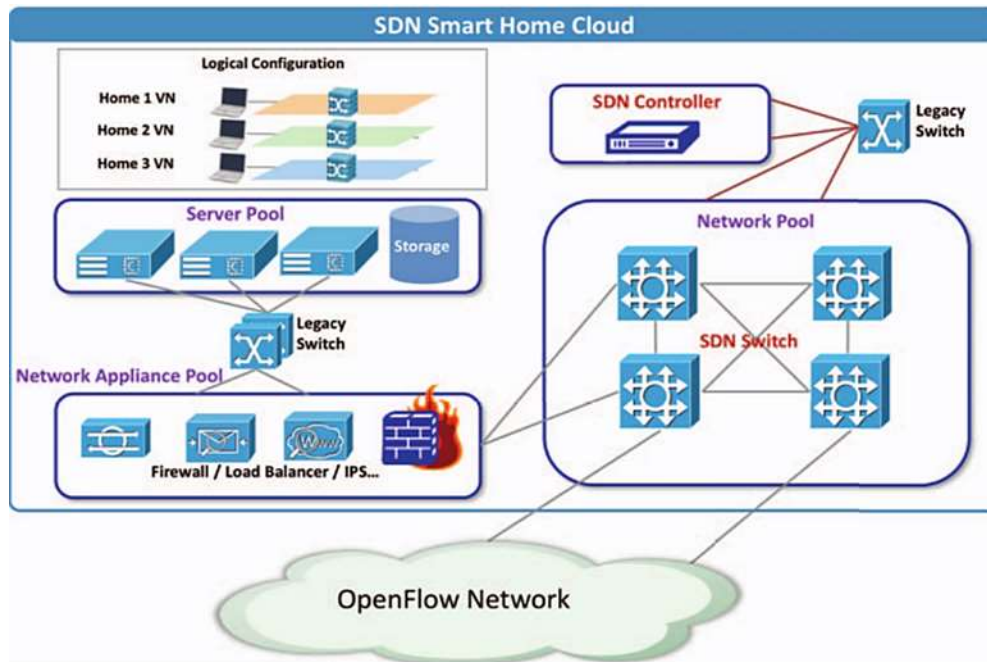 SDN Smart Home Cloud
Logical Configuration
Home 1 VN
Home 2 VN
Home 3 VN
SDN Controller
Legacy
Switch
Server Pool
Storage
Network Pool
Legacy
Switch
SDN Switch
Network Appliance Pool
Firewall / Load Balancer / IPS...
OpenFlow Network